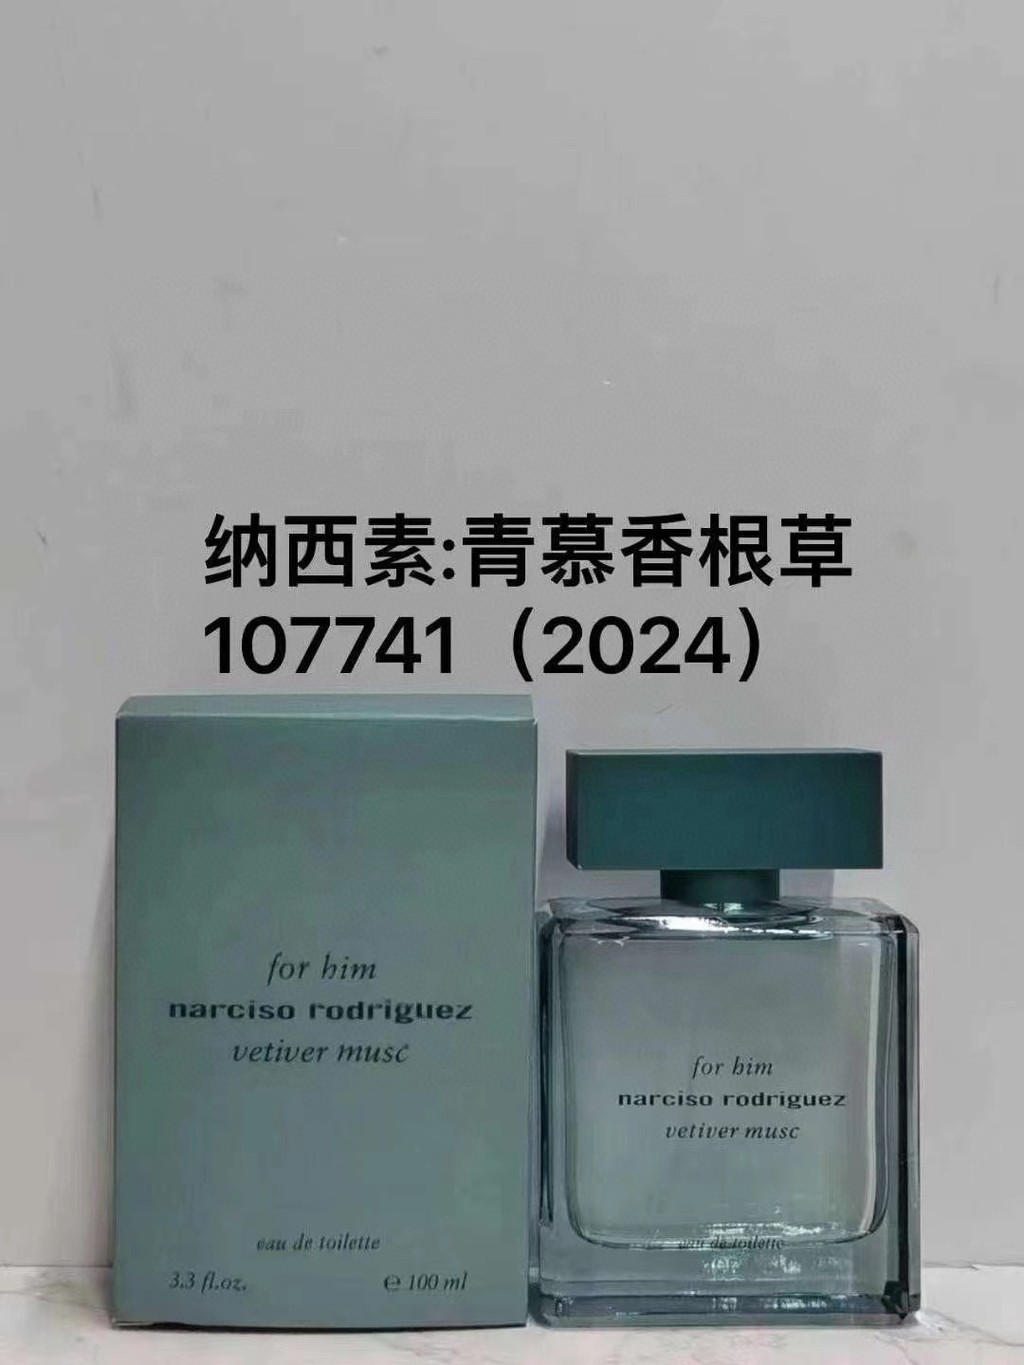 纳西素:青慕香根草
107741（2024）
for him
narciso rodriguez
vetiver musc
eau de toilette
3.3 fl.oz. ℮ 100 ml
for him
narciso rodriguez
vetiver musc
eau de toilette